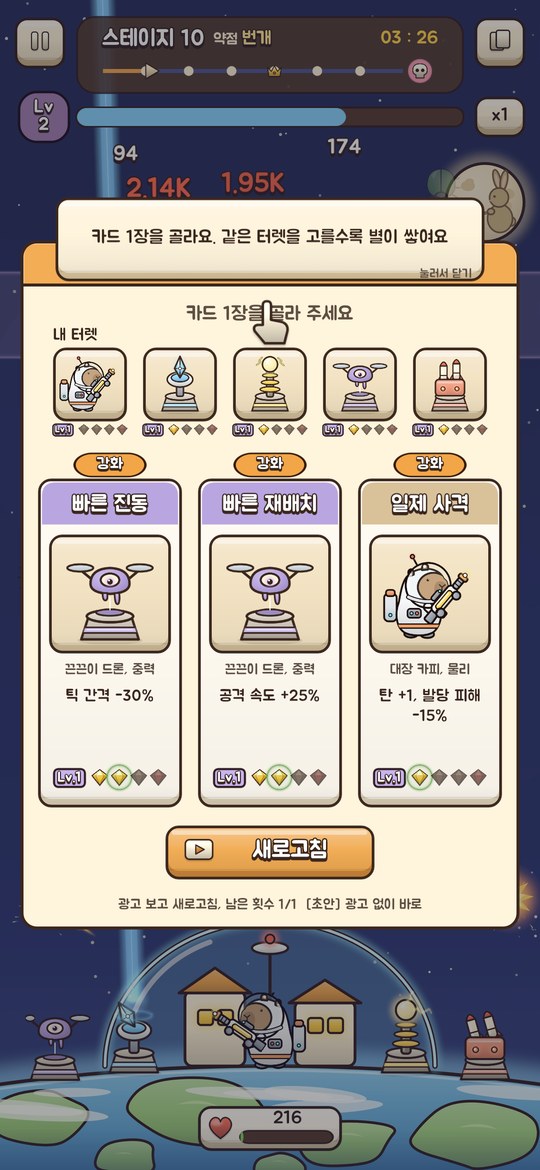 스테이지 10 약점 번개 03 : 26
Lv
2
x1
94
174
2.14K
1.95K
카드 1장을 골라요. 같은 터렛을 고를수록 별이 쌓여요
눌러서 닫기
카드 1장을 골라 주세요
내 터렛
Lv.1
Lv.1
Lv.1
Lv.1
Lv.1
강화
강화
강화
빠른 진동
빠른 재배치
일제 사격
끈끈이 드론, 중력
끈끈이 드론, 중력
대장 카피, 물리
틱 간격 -30%
공격 속도 +25%
탄 +1, 발당 피해
-15%
Lv.1
Lv.1
Lv.1
새로고침
광고 보고 새로고침, 남은 횟수 1/1 [초안] 광고 없이 바로
216